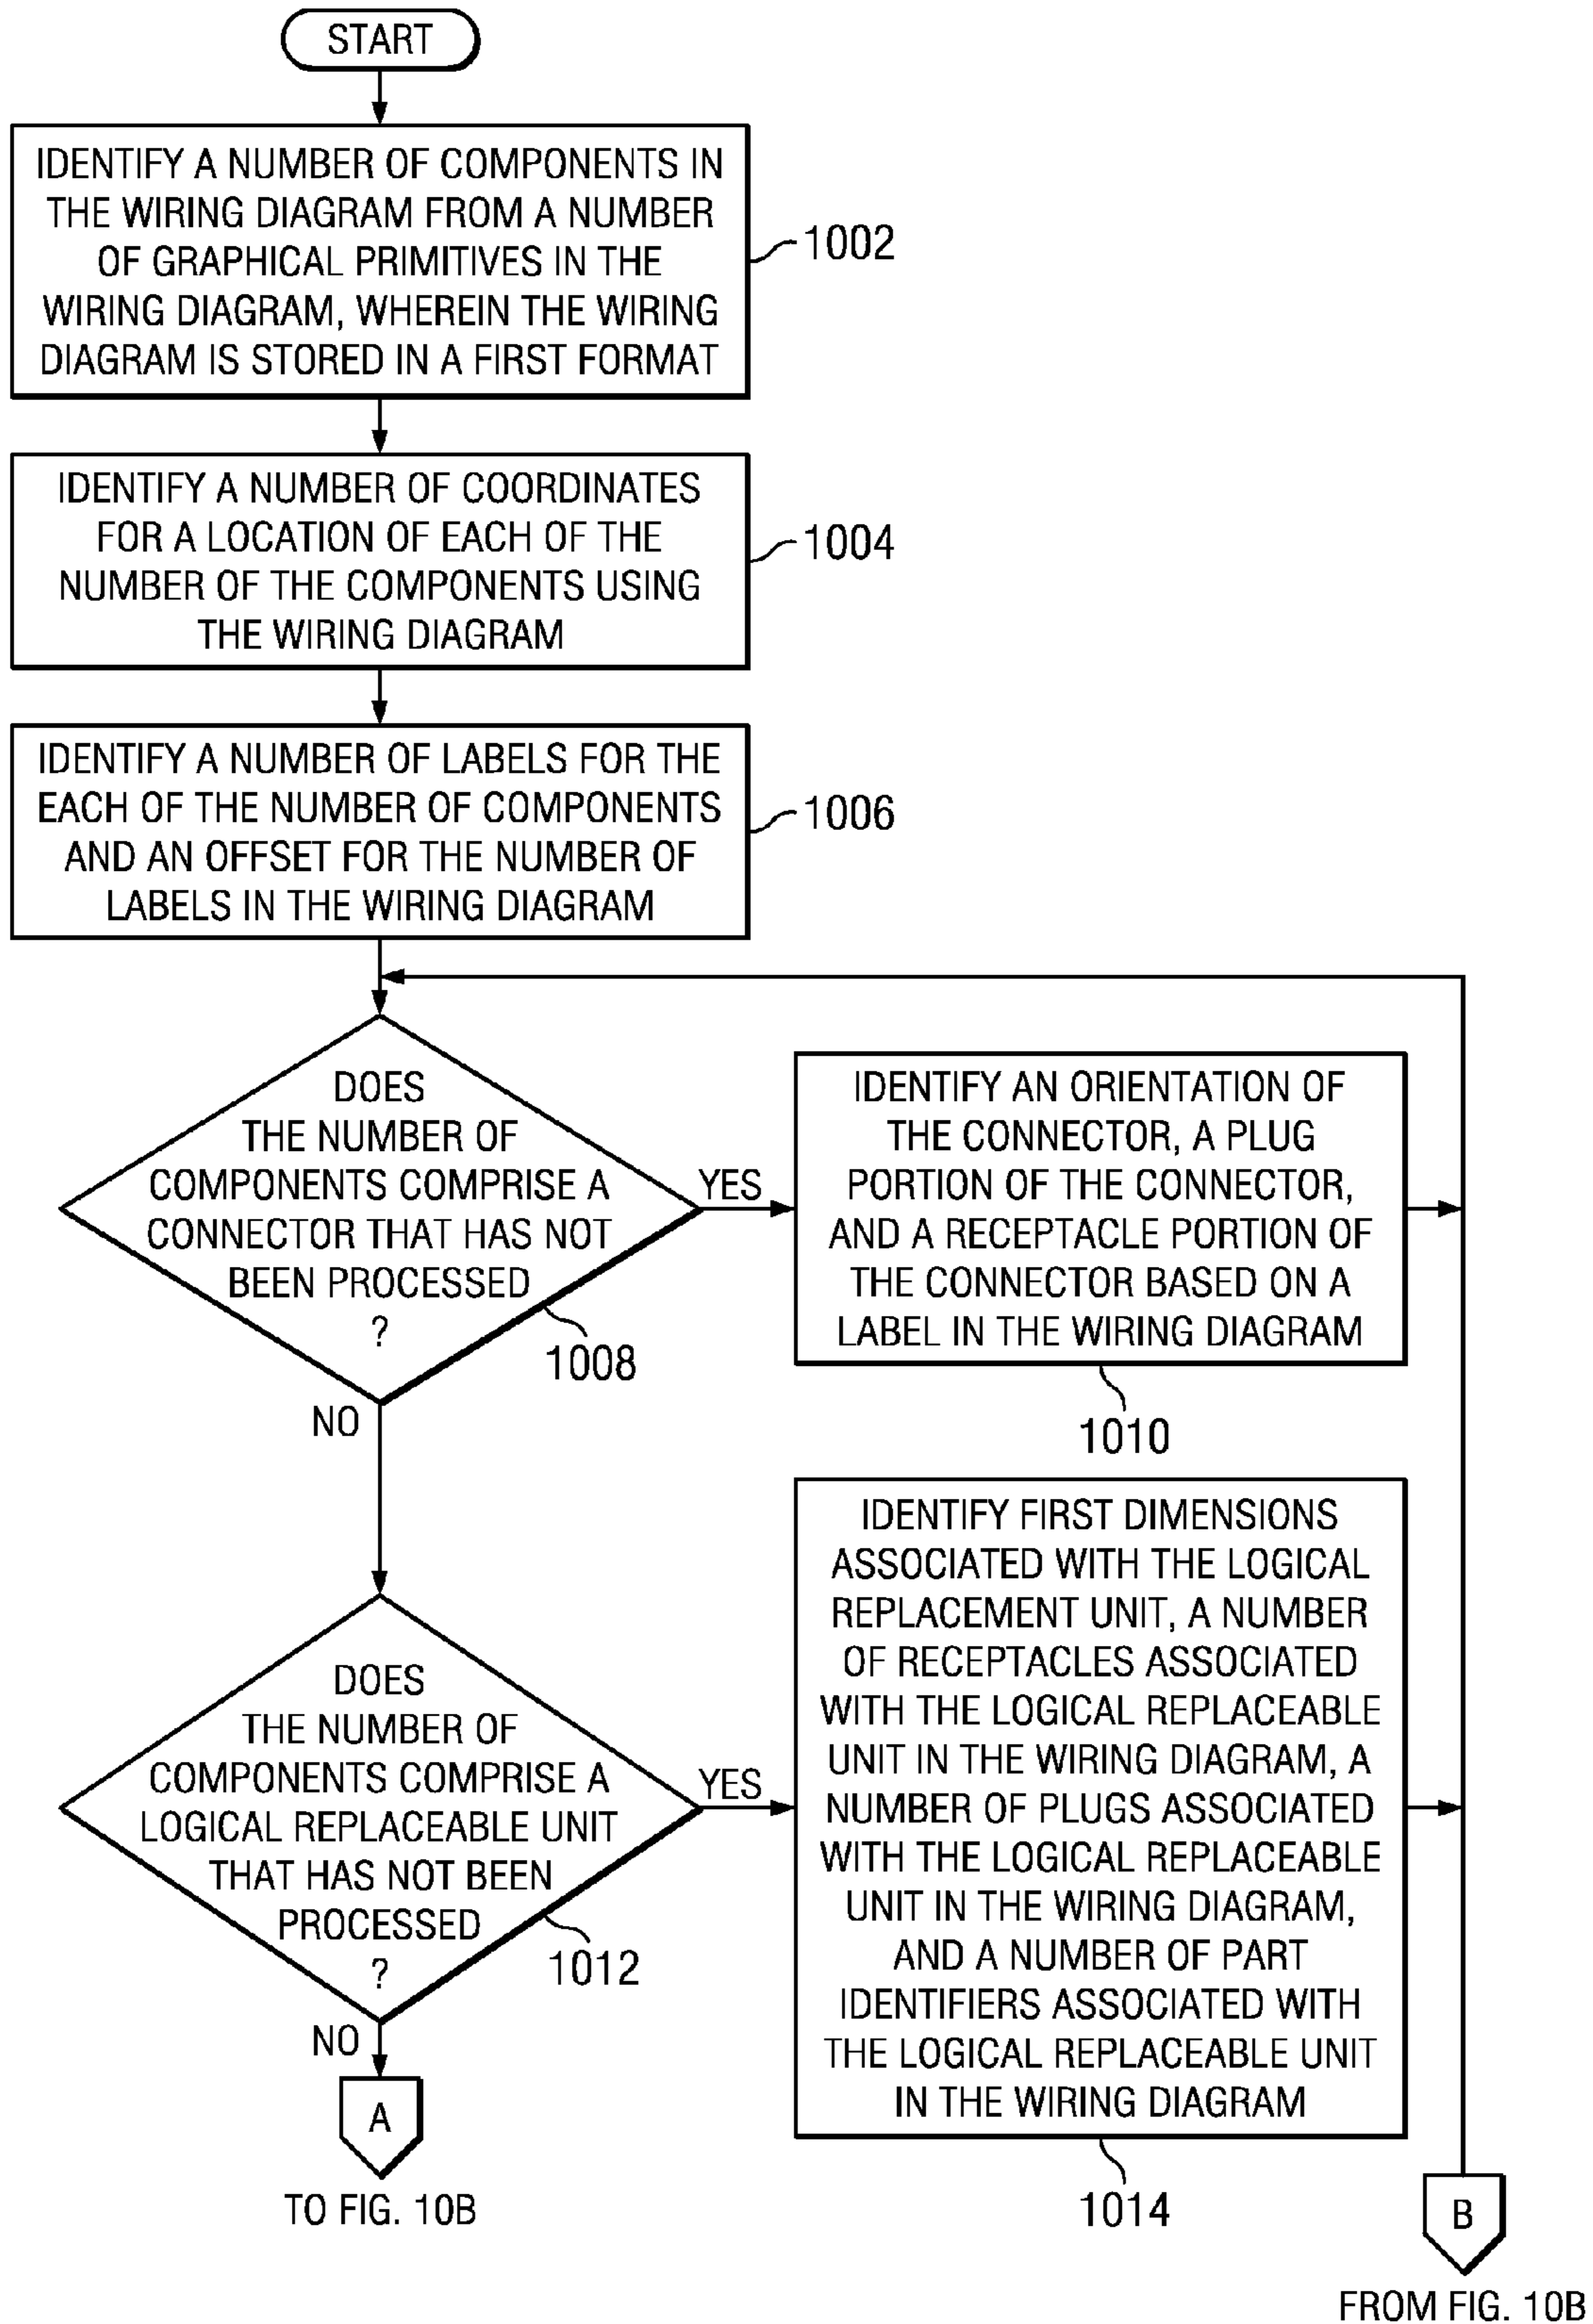 START
IDENTIFY A NUMBER OF COMPONENTS IN
THE WIRING DIAGRAM FROM A NUMBER
OF GRAPHICAL PRIMITIVES IN THE
WIRING DIAGRAM, WHEREIN THE WIRING
DIAGRAM IS STORED IN A FIRST FORMAT
1002
IDENTIFY A NUMBER OF COORDINATES
FOR A LOCATION OF EACH OF THE
NUMBER OF THE COMPONENTS USING
THE WIRING DIAGRAM
1004
IDENTIFY A NUMBER OF LABELS FOR THE
EACH OF THE NUMBER OF COMPONENTS
AND AN OFFSET FOR THE NUMBER OF
LABELS IN THE WIRING DIAGRAM
1006
DOES
THE NUMBER OF
COMPONENTS COMPRISE A
CONNECTOR THAT HAS NOT
BEEN PROCESSED
?
1008
YES
NO
IDENTIFY AN ORIENTATION OF
THE CONNECTOR, A PLUG
PORTION OF THE CONNECTOR,
AND A RECEPTACLE PORTION OF
THE CONNECTOR BASED ON A
LABEL IN THE WIRING DIAGRAM
1010
DOES
THE NUMBER OF
COMPONENTS COMPRISE A
LOGICAL REPLACEABLE UNIT
THAT HAS NOT BEEN
PROCESSED
?
1012
YES
NO
IDENTIFY FIRST DIMENSIONS
ASSOCIATED WITH THE LOGICAL
REPLACEMENT UNIT, A NUMBER
OF RECEPTACLES ASSOCIATED
WITH THE LOGICAL REPLACEABLE
UNIT IN THE WIRING DIAGRAM, A
NUMBER OF PLUGS ASSOCIATED
WITH THE LOGICAL REPLACEABLE
UNIT IN THE WIRING DIAGRAM,
AND A NUMBER OF PART
IDENTIFIERS ASSOCIATED WITH
THE LOGICAL REPLACEABLE UNIT
IN THE WIRING DIAGRAM
1014
A
TO FIG. 10B
B
FROM FIG. 10B